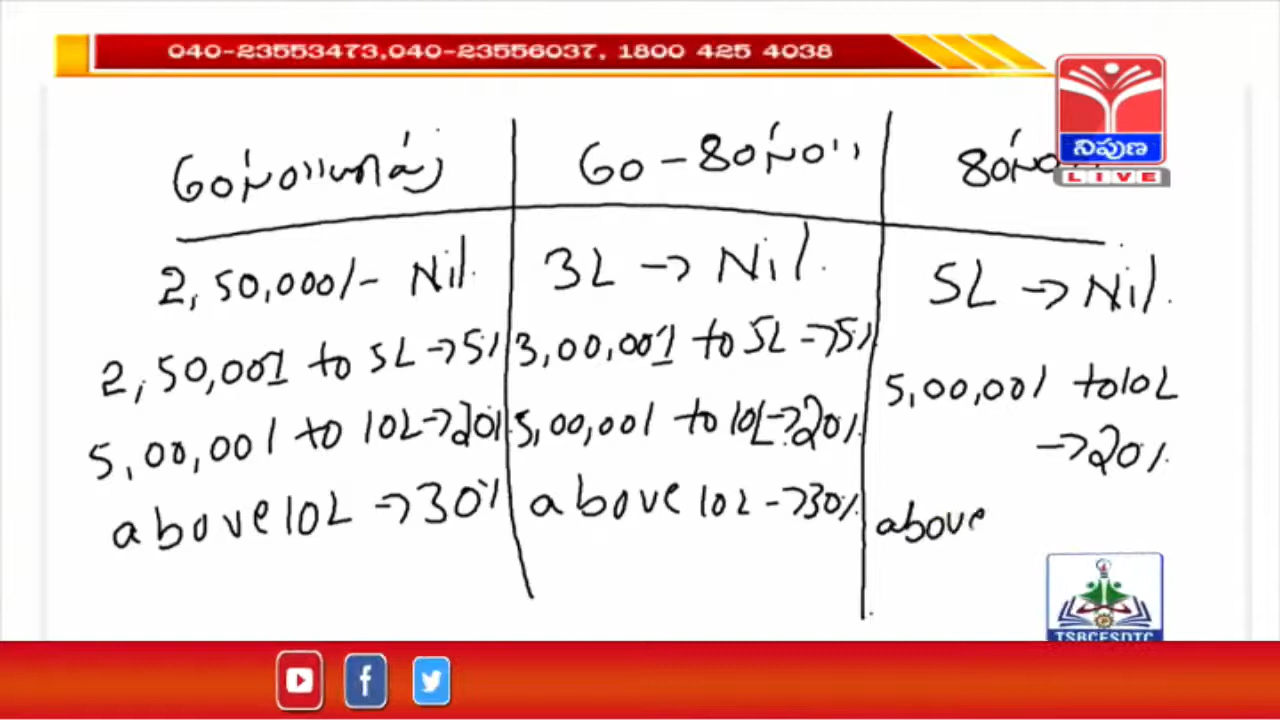 040-23553473,040-23556037, 1800 425 4038
నిపుణ
LIVE
60 - 80సం''
2,50,000/- Nil.
3L → Nil.
5L → Nil.
2,50,001 to 5L → 5%
3,00,001 to 5L → 5%
5,00,001 to 10L
→ 20%
5,00,001 to 10L → 20%
5,00,001 to 10L → 20%
above 10L → 30%
above 10L → 30%
above
TSBCESDTC